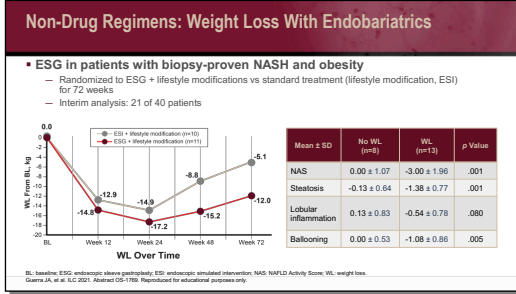 Non-Drug Regimens: Weight Loss With Endobariatrics
▪ ESG in patients with biopsy-proven NASH and obesity
— Randomized to ESG + lifestyle modifications vs standard treatment (lifestyle modification, ESI)
for 72 weeks
— Interim analysis: 21 of 40 patients
0.0
ESI + lifestyle modification (n=10)
ESG + lifestyle modification (n=11)
WL From BL, kg
0
-2
-4
-6
-8
-10
-12
-14
-16
-18
-20
-12.9
-14.9
-8.8
-5.1
-14.8
-17.2
-15.2
-12.0
BL Week 12 Week 24 Week 48 Week 72
WL Over Time
Mean ± SD No WL (n=8) WL (n=13) p Value
NAS 0.00 ± 1.07 -3.00 ± 1.96 .001
Steatosis -0.13 ± 0.64 -1.38 ± 0.77 .001
Lobular inflammation 0.13 ± 0.83 -0.54 ± 0.78 .080
Ballooning 0.00 ± 0.53 -1.08 ± 0.86 .005
BL: baseline; ESG: endoscopic sleeve gastroplasty; ESI: endoscopic simulated intervention; NAS: NAFLD Activity Score; WL: weight loss.
Guerra JA, et al. ILC 2021. Abstract OS-1769. Reproduced for educational purposes only.